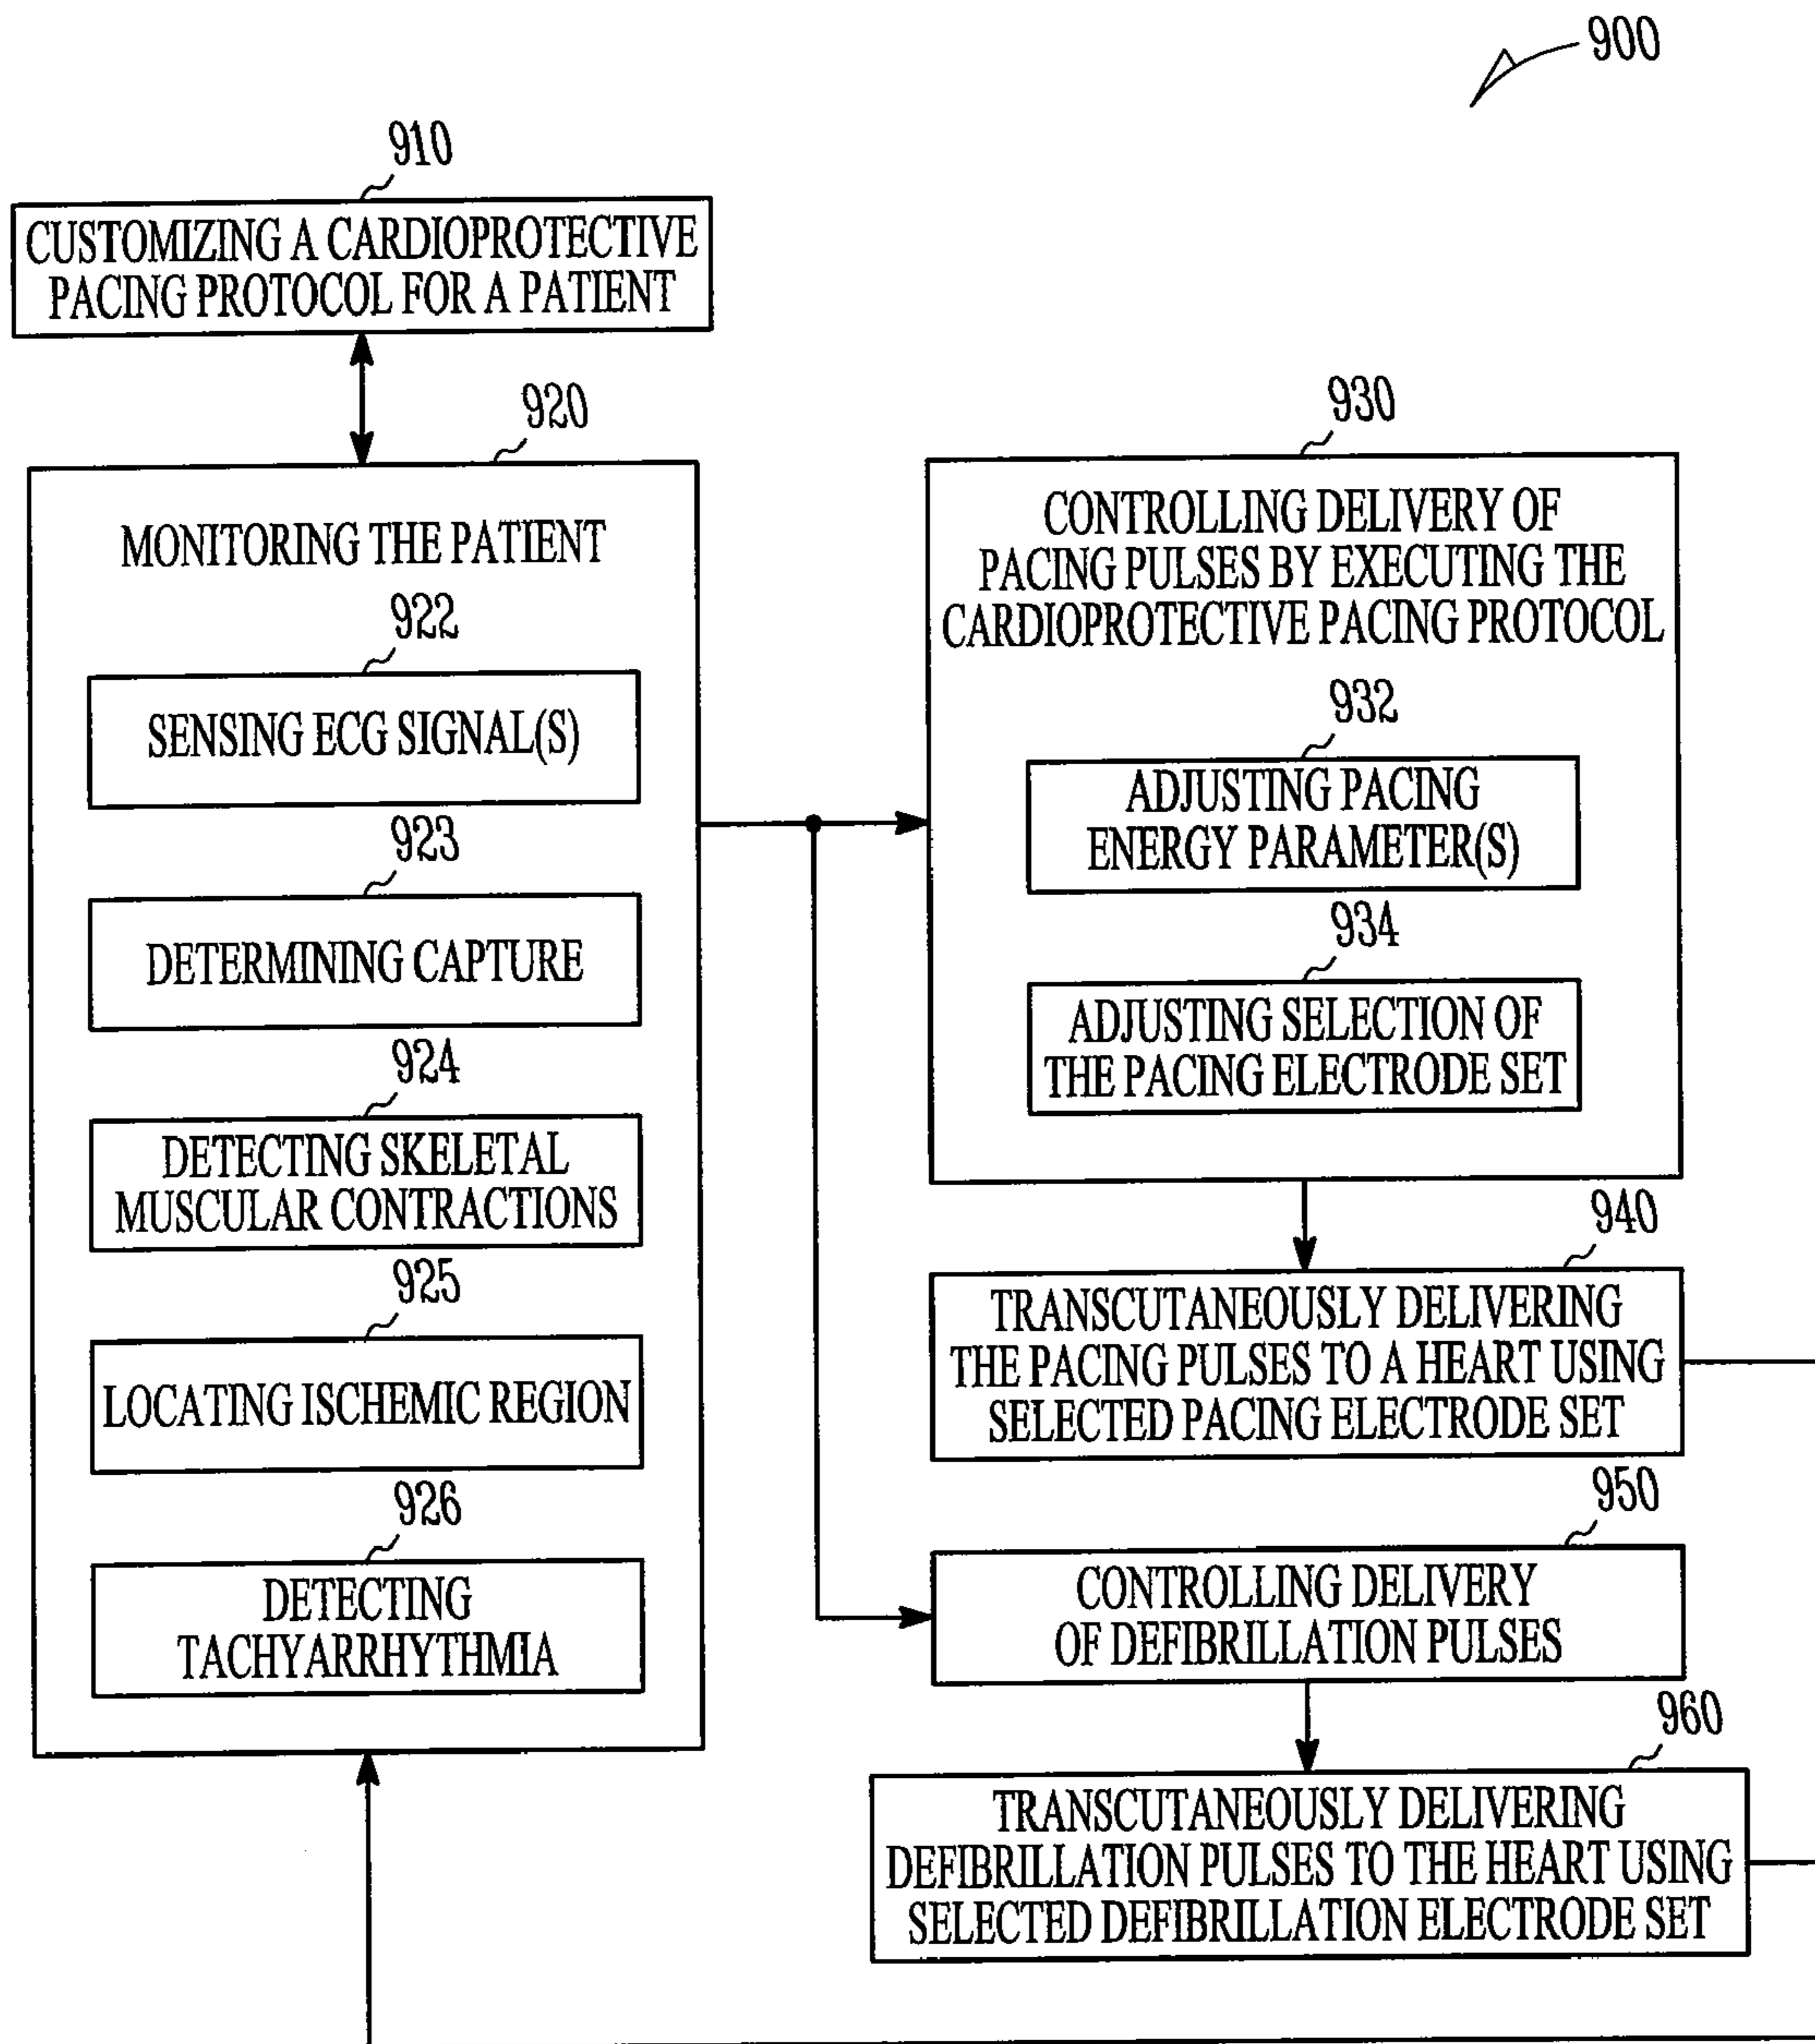 900
910
CUSTOMIZING A CARDIOPROTECTIVE
PACING PROTOCOL FOR A PATIENT
920
MONITORING THE PATIENT
922
SENSING ECG SIGNAL(S)
923
DETERMINING CAPTURE
924
DETECTING SKELETAL
MUSCULAR CONTRACTIONS
925
LOCATING ISCHEMIC REGION
926
DETECTING
TACHYARRHYTHMIA
930
CONTROLLING DELIVERY OF
PACING PULSES BY EXECUTING THE
CARDIOPROTECTIVE PACING PROTOCOL
932
ADJUSTING PACING
ENERGY PARAMETER(S)
934
ADJUSTING SELECTION OF
THE PACING ELECTRODE SET
940
TRANSCUTANEOUSLY DELIVERING
THE PACING PULSES TO A HEART USING
SELECTED PACING ELECTRODE SET
950
CONTROLLING DELIVERY
OF DEFIBRILLATION PULSES
960
TRANSCUTANEOUSLY DELIVERING
DEFIBRILLATION PULSES TO THE HEART USING
SELECTED DEFIBRILLATION ELECTRODE SET